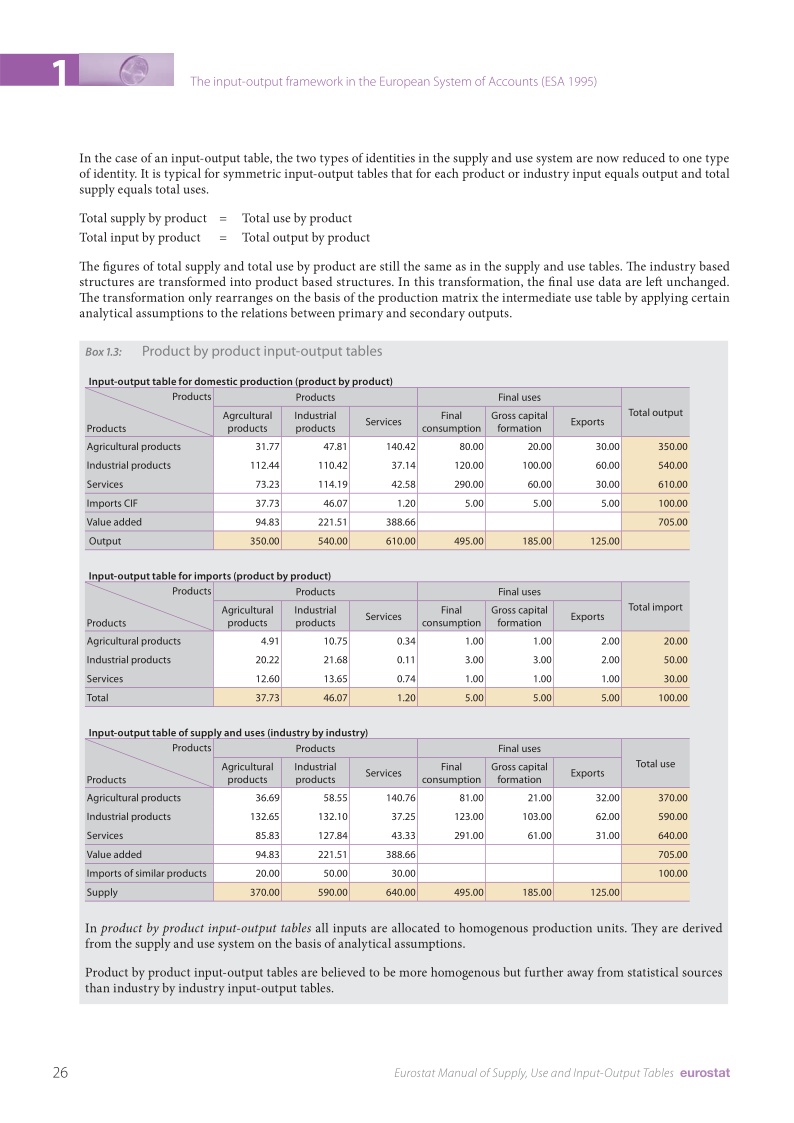 1
The input-output framework in the European System of Accounts (ESA 1995)
In the case of an input-output table, the two types of identities in the supply and use system are now reduced to one type
of identity. It is typical for symmetric input-output tables that for each product or industry input equals output and total
supply equals total uses.
Total supply by product = Total use by product
Total input by product = Total output by product
The figures of total supply and total use by product are still the same as in the supply and use tables. The industry based
structures are transformed into product based structures. In this transformation, the final use data are left unchanged.
The transformation only rearranges on the basis of the production matrix the intermediate use table by applying certain
analytical assumptions to the relations between primary and secondary outputs.
Box 1.3: Product by product input-output tables
Input-output table for domestic production (product by product)
Products Products Final uses Total output
Products Agrcultural products Industrial products Services Final consumption Gross capital formation Exports
Agricultural products 31.77 47.81 140.42 80.00 20.00 30.00 350.00
Industrial products 112.44 110.42 37.14 120.00 100.00 60.00 540.00
Services 73.23 114.19 42.58 290.00 60.00 30.00 610.00
Imports CIF 37.73 46.07 1.20 5.00 5.00 5.00 100.00
Value added 94.83 221.51 388.66 705.00
Output 350.00 540.00 610.00 495.00 185.00 125.00
Input-output table for imports (product by product)
Products Products Final uses Total import
Products Agricultural products Industrial products Services Final consumption Gross capital formation Exports
Agricultural products 4.91 10.75 0.34 1.00 1.00 2.00 20.00
Industrial products 20.22 21.68 0.11 3.00 3.00 2.00 50.00
Services 12.60 13.65 0.74 1.00 1.00 1.00 30.00
Total 37.73 46.07 1.20 5.00 5.00 5.00 100.00
Input-output table of supply and uses (industry by industry)
Products Products Final uses Total use
Products Agricultural products Industrial products Services Final consumption Gross capital formation Exports
Agricultural products 36.69 58.55 140.76 81.00 21.00 32.00 370.00
Industrial products 132.65 132.10 37.25 123.00 103.00 62.00 590.00
Services 85.83 127.84 43.33 291.00 61.00 31.00 640.00
Value added 94.83 221.51 388.66 705.00
Imports of similar products 20.00 50.00 30.00 100.00
Supply 370.00 590.00 640.00 495.00 185.00 125.00
In product by product input-output tables all inputs are allocated to homogenous production units. They are derived
from the supply and use system on the basis of analytical assumptions.
Product by product input-output tables are believed to be more homogenous but further away from statistical sources
than industry by industry input-output tables.
26
Eurostat Manual of Supply, Use and Input-Output Tables eurostat